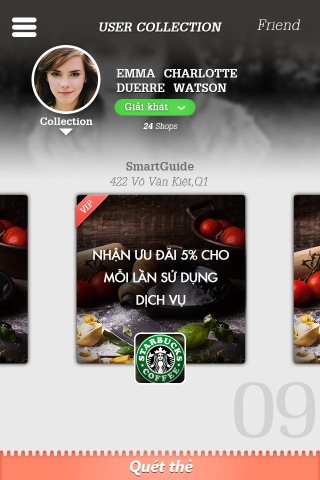 USER COLLECTION
Friend
EMMA CHARLOTTE
DUERRE WATSON
Giải khát
Collection
24 Shops
SmartGuide
422 Võ Văn Kiệt,Q1
VIP
NHẬN ƯU ĐÃI 5% CHO
MỖI LẦN SỬ DỤNG
DỊCH VỤ
STARBUCKS
COFFEE
09
Quét thẻ